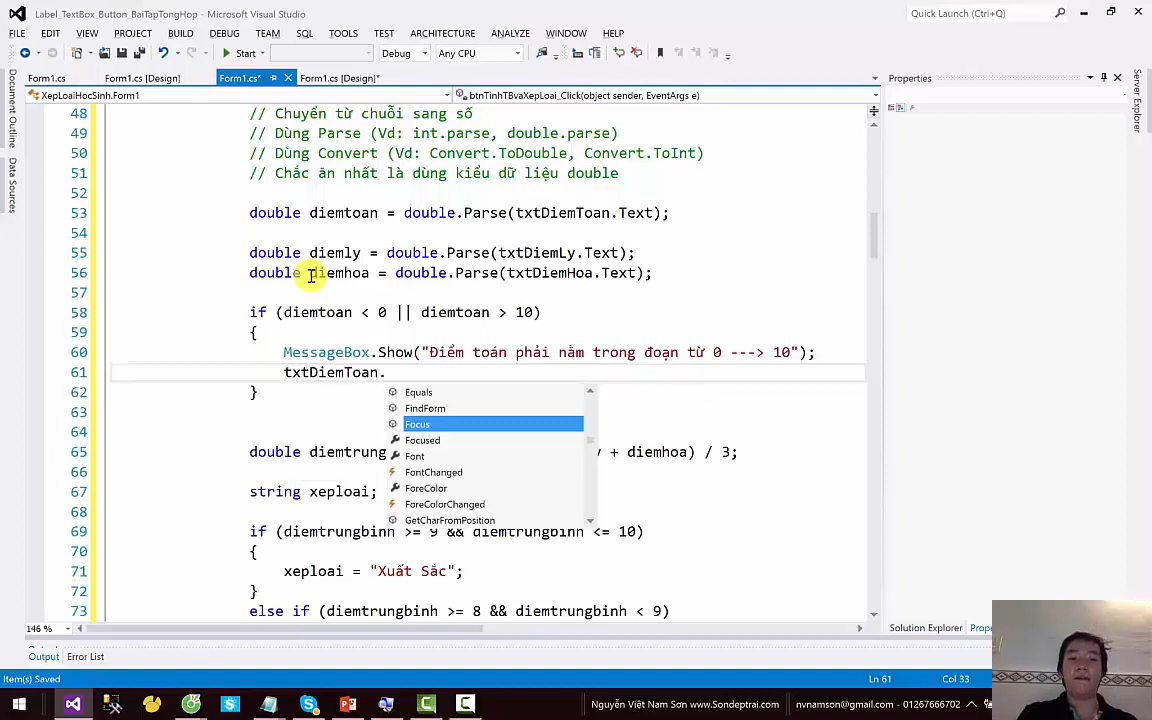 Label_TextBox_Button_BaiTapTongHop - Microsoft Visual Studio
Quick Launch (Ctrl+Q)
FILE EDIT VIEW PROJECT BUILD DEBUG TEAM SQL TOOLS TEST ARCHITECTURE ANALYZE WINDOW HELP
Start Debug Any CPU
Form1.cs Form1.cs [Design] Form1.cs* Form1.cs [Design]*
Properties
XepLoaiHocSinh.Form1 btnTinhTBvaXepLoai_Click(object sender, EventArgs e)
Document Outline
Data Sources
Server Explorer
48 // Chuyển từ chuỗi sang số
49 // Dùng Parse (Vd: int.parse, double.parse)
50 // Dùng Convert (Vd: Convert.ToDouble, Convert.ToInt)
51 // Chắc ăn nhất là dùng kiểu dữ liệu double
52
53 double diemtoan = double.Parse(txtDiemToan.Text);
54
55 double diemly = double.Parse(txtDiemLy.Text);
56 double diemhoa = double.Parse(txtDiemHoa.Text);
57
58 if (diemtoan < 0 || diemtoan > 10)
59 {
60 MessageBox.Show("Điểm toán phải nằm trong đoạn từ 0 ---> 10");
61 txtDiemToan.
62 }
Equals
FindForm
Focus
Focused
Font
FontChanged
ForeColor
ForeColorChanged
GetCharFromPosition
63
64
65 double diemtrung y + diemhoa) / 3;
66
67 string xeploai;
68
69 if (diemtrungbinh >= 9 && diemtrungbinh <= 10)
70 {
71 xeploai = "Xuất Sắc";
72 }
73 else if (diemtrungbinh >= 8 && diemtrungbinh < 9)
146 %
Solution Explorer Prope
Output Error List
Item(s) Saved Ln 61 Col 33
Nguyễn Việt Nam Sơn www.Sondeptrai.com nvnamson@gmail.com - 01267666702